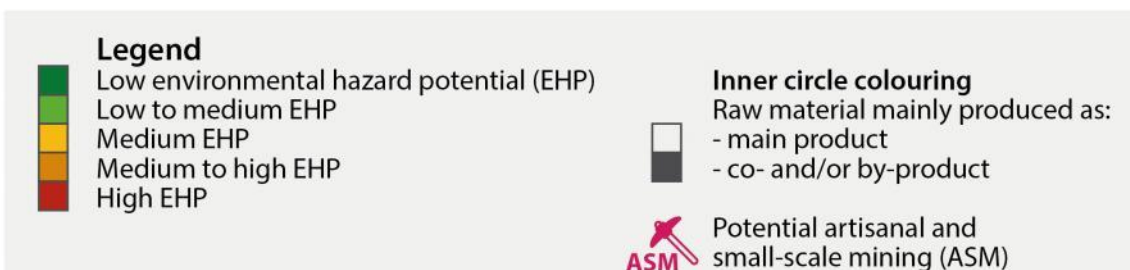 Legend
Low environmental hazard potential (EHP)
Low to medium EHP
Medium EHP
Medium to high EHP
High EHP
Inner circle colouring
Raw material mainly produced as:
- main product
- co- and/or by-product
ASM
Potential artisanal and
small-scale mining (ASM)